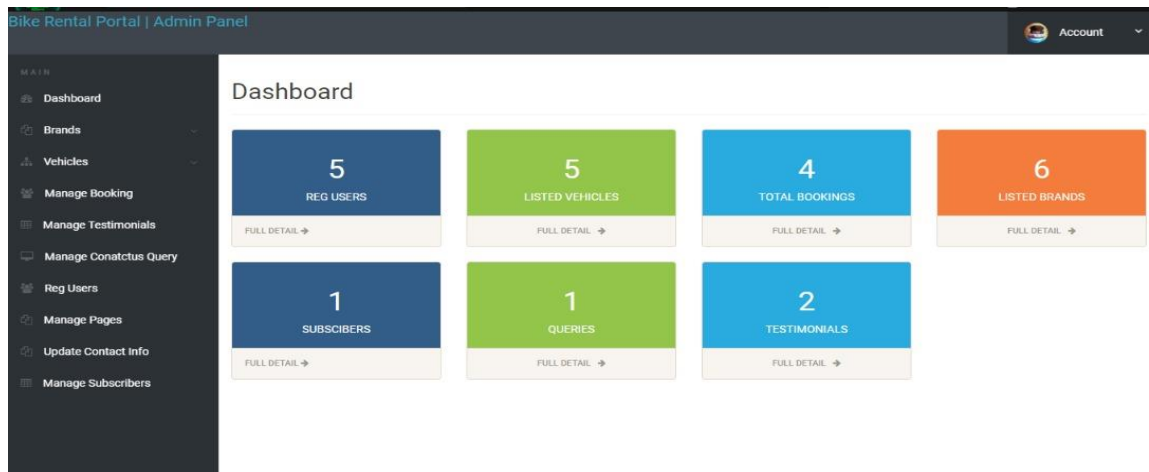 Bike Rental Portal | Admin Panel
Account
MAIN
Dashboard
Brands
Vehicles
Manage Booking
Manage Testimonials
Manage Conatctus Query
Reg Users
Manage Pages
Update Contact Info
Manage Subscribers
Dashboard
5
REG USERS
FULL DETAIL
5
LISTED VEHICLES
FULL DETAIL
4
TOTAL BOOKINGS
FULL DETAIL
6
LISTED BRANDS
FULL DETAIL
1
SUBSCIBERS
FULL DETAIL
1
QUERIES
FULL DETAIL
2
TESTIMONIALS
FULL DETAIL